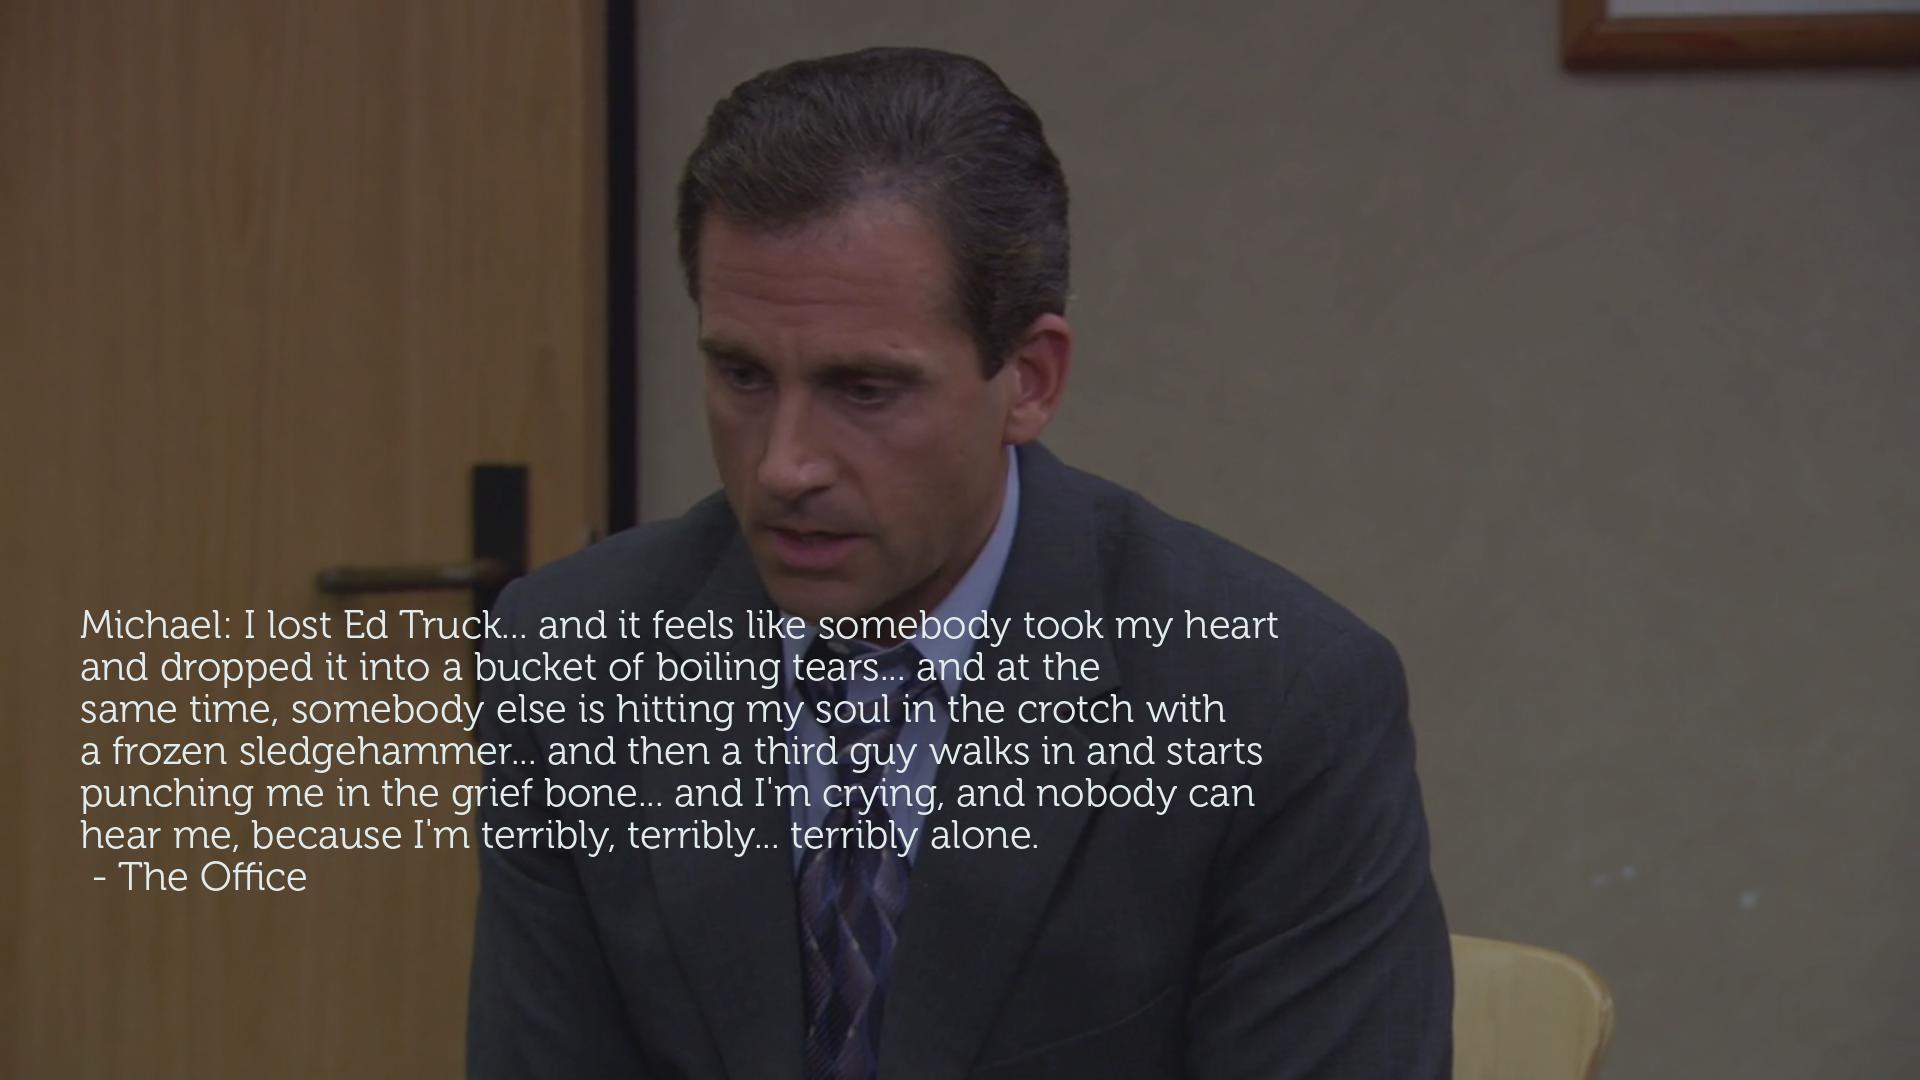 Michael: I lost Ed Truck... and it feels like somebody took my heart
and dropped it into a bucket of boiling tears... and at the
same time, somebody else is hitting my soul in the crotch with
a frozen sledgehammer... and then a third guy walks in and starts
punching me in the grief bone... and I'm crying, and nobody can
hear me, because I'm terribly, terribly... terribly alone.
- The Office